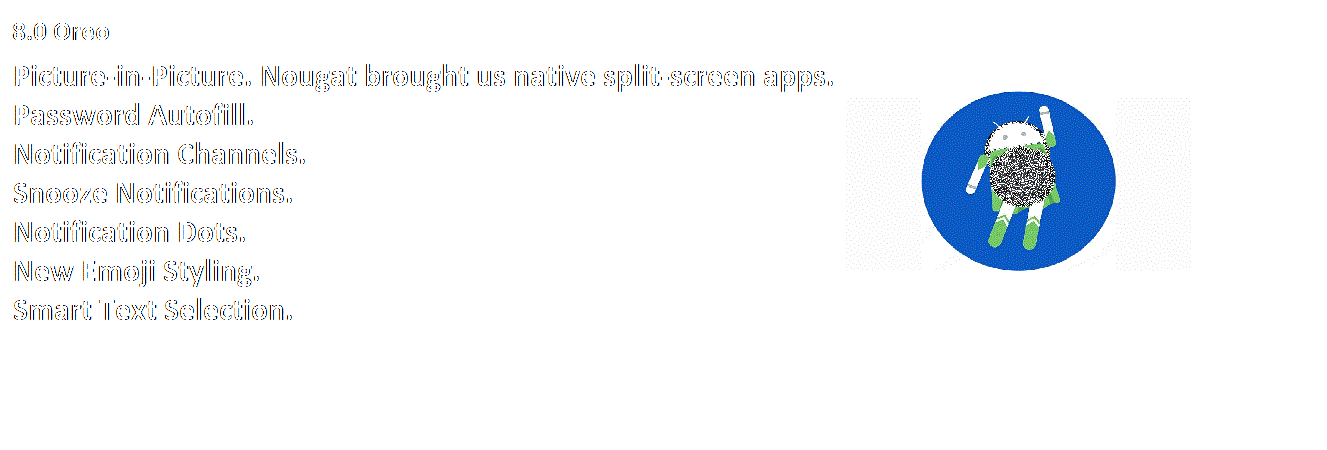 8.0 Oreo
Picture-in-Picture. Nougat brought us native split-screen apps.
Password Autofill.
Notification Channels.
Snooze Notifications.
Notification Dots.
New Emoji Styling.
Smart Text Selection.